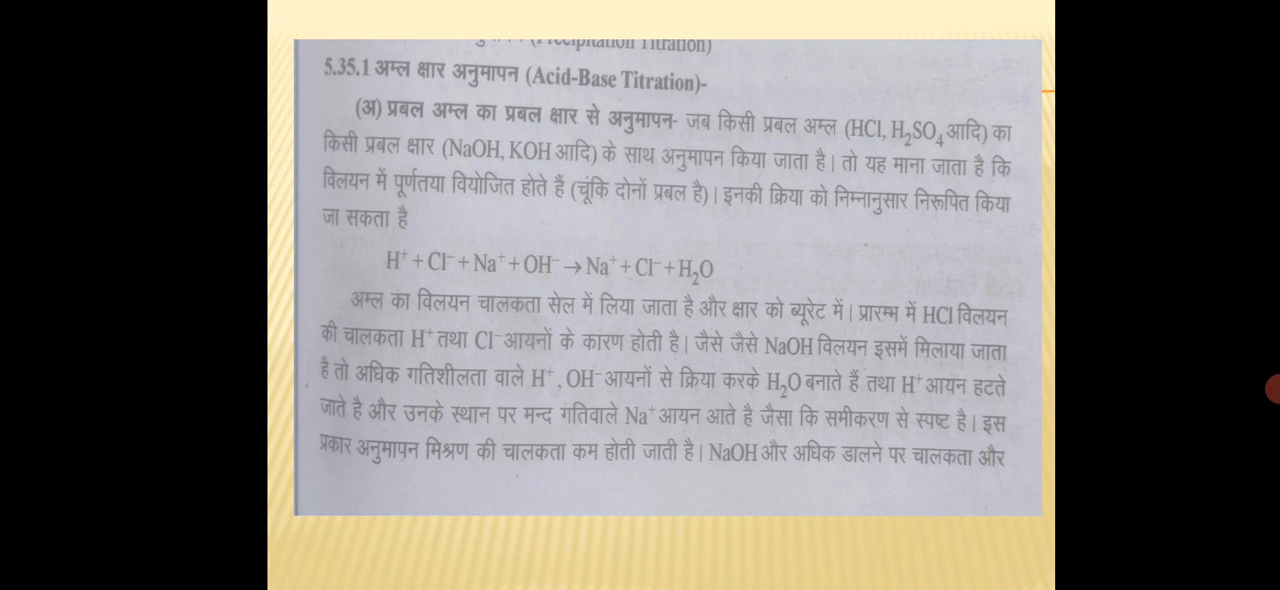 (Precipitation Titration)
5.35.1 अम्ल क्षार अनुमापन (Acid-Base Titration)-
(अ) प्रबल अम्ल का प्रबल क्षार से अनुमापन- जब किसी प्रबल अम्ल (HCl, H₂SO₄ आदि) का
किसी प्रबल क्षार (NaOH, KOH आदि) के साथ अनुमापन किया जाता है। तो यह माना जाता है कि
विलयन में पूर्णतया वियोजित होते हैं (चूंकि दोनों प्रबल है)। इनकी क्रिया को निम्नानुसार निरूपित किया
जा सकता है
H⁺ + Cl⁻ + Na⁺ + OH⁻ → Na⁺ + Cl⁻ + H₂O
अम्ल का विलयन चालकता सेल में लिया जाता है और क्षार को ब्यूरेट में। प्रारम्भ में HCl विलयन
की चालकता H⁺ तथा Cl⁻ आयनों के कारण होती है। जैसे जैसे NaOH विलयन इसमें मिलाया जाता
है तो अधिक गतिशीलता वाले H⁺, OH⁻ आयनों से क्रिया करके H₂O बनाते हैं तथा H⁺ आयन हटते
जाते है और उनके स्थान पर मन्द गतिवाले Na⁺ आयन आते है जैसा कि समीकरण से स्पष्ट है। इस
प्रकार अनुमापन मिश्रण की चालकता कम होती जाती है। NaOH और अधिक डालने पर चालकता और